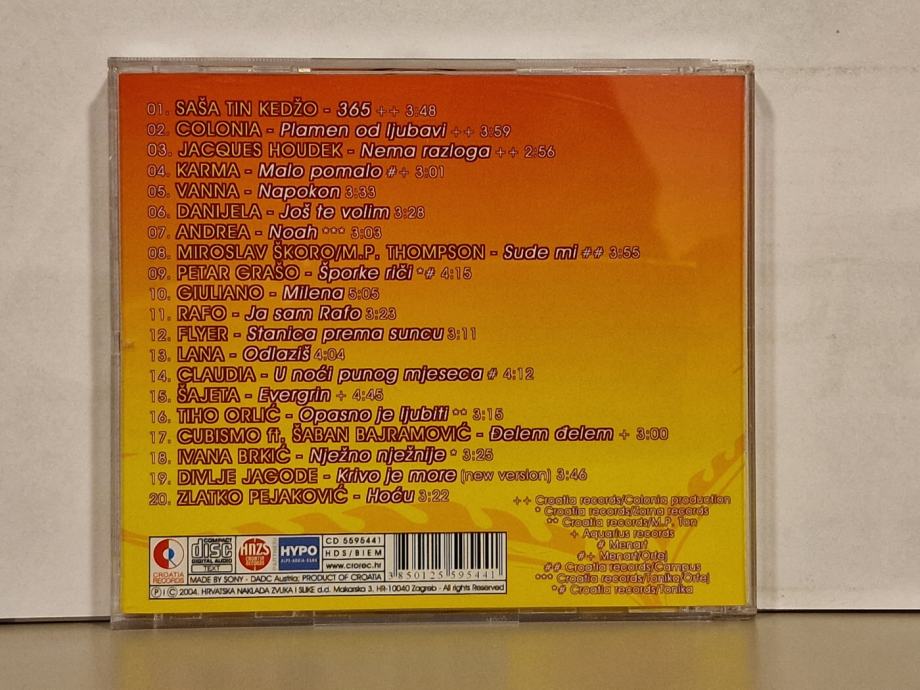 01. SAŠA TIN KEDŽO - 365 ++ 3:48
02. COLONIA - Plamen od ljubavi ++ 3:59
03. JACQUES HOUDEK - Nema razloga ++ 2:56
04. KARMA - Malo pomalo #+ 3:01
05. VANNA - Napokon 3:33
06. DANIJELA - Još te volim 3:28
07. ANDREA - Noah *** 3:03
08. MIROSLAV ŠKORO/M.P. THOMPSON - Sude mi ## 3:55
09. PETAR GRAŠO - Šporke riči *# 4:15
10. GIULIANO - Milena 5:05
11. RAFO - Ja sam Rafo 3:23
12. FLYER - Stanica prema suncu 3:11
13. LANA - Odlaziš 4:04
14. CLAUDIA - U noći punog mjeseca # 4:12
15. ŠAJETA - Evergrin + 4:45
16. TIHO ORLIĆ - Opasno je ljubiti ** 3:15
17. CUBISMO ft. ŠABAN BAJRAMOVIĆ - Đelem đelem + 3:00
18. IVANA BRKIĆ - Nježno nježnije * 3:25
19. DIVLJE JAGODE - Krivo je more (new version) 3:46
20. ZLATKO PEJAKOVIĆ - Hoću 3:22
++ Croatia records/Colonia production
* Croatia records/Zama records
** Croatia records/M.P. Ton
+ Aquarius records
# Menart
#+ Menart/Ortej
## Croatia records/Campus
*** Croatia records/Tonika/Ortej
*# Croatia records/Tonika
CROATIA RECORDS
COMPACT disc DIGITAL AUDIO
TEXT
HNZS CROATIA RECORDS
HYPO
ALPE-ADRIA-BANK
CD 5595441
HDS/BIEM
www.crorec.hr
3 850125 595441
MADE BY SONY - DADC Austria; PRODUCT OF CROATIA
Ⓟ I © 2004. HRVATSKA NAKLADA ZVUKA I SLIKE d.d. Makarska 3, HR-10040 Zagreb - All rights Reserved